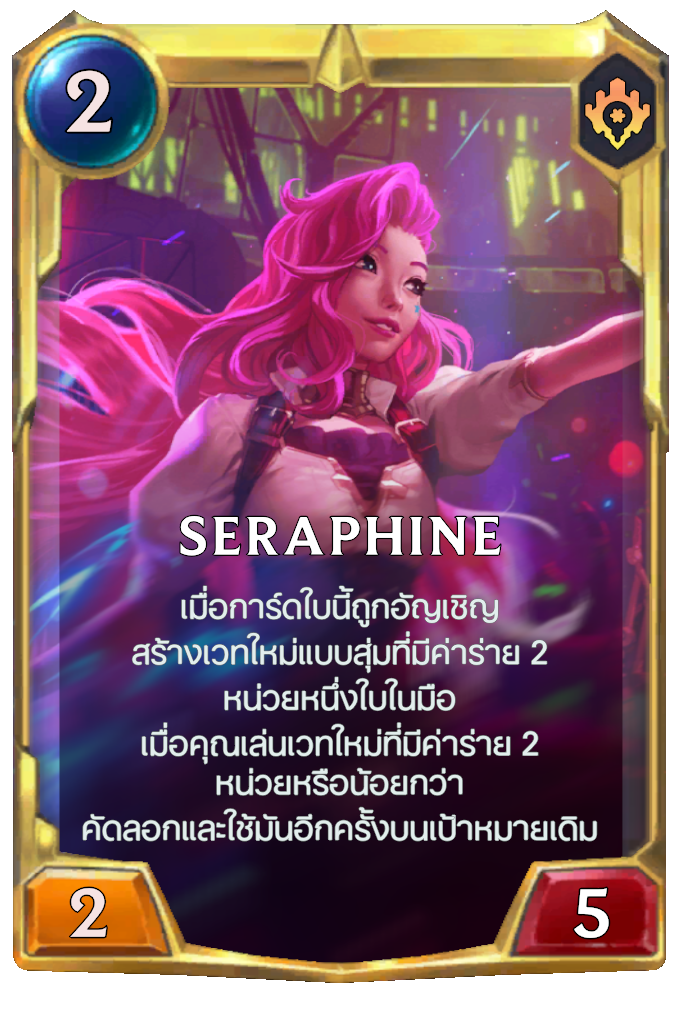 2
SERAPHINE
เมื่อการ์ดใบนี้ถูกอัญเชิญ
สร้างเวทใหม่แบบสุ่มที่มีค่าร่าย 2
หน่วยหนึ่งใบในมือ
เมื่อคุณเล่นเวทใหม่ที่มีค่าร่าย 2
หน่วยหรือน้อยกว่า
คัดลอกและใช้มันอีกครั้งบนเป้าหมายเดิม
2
5